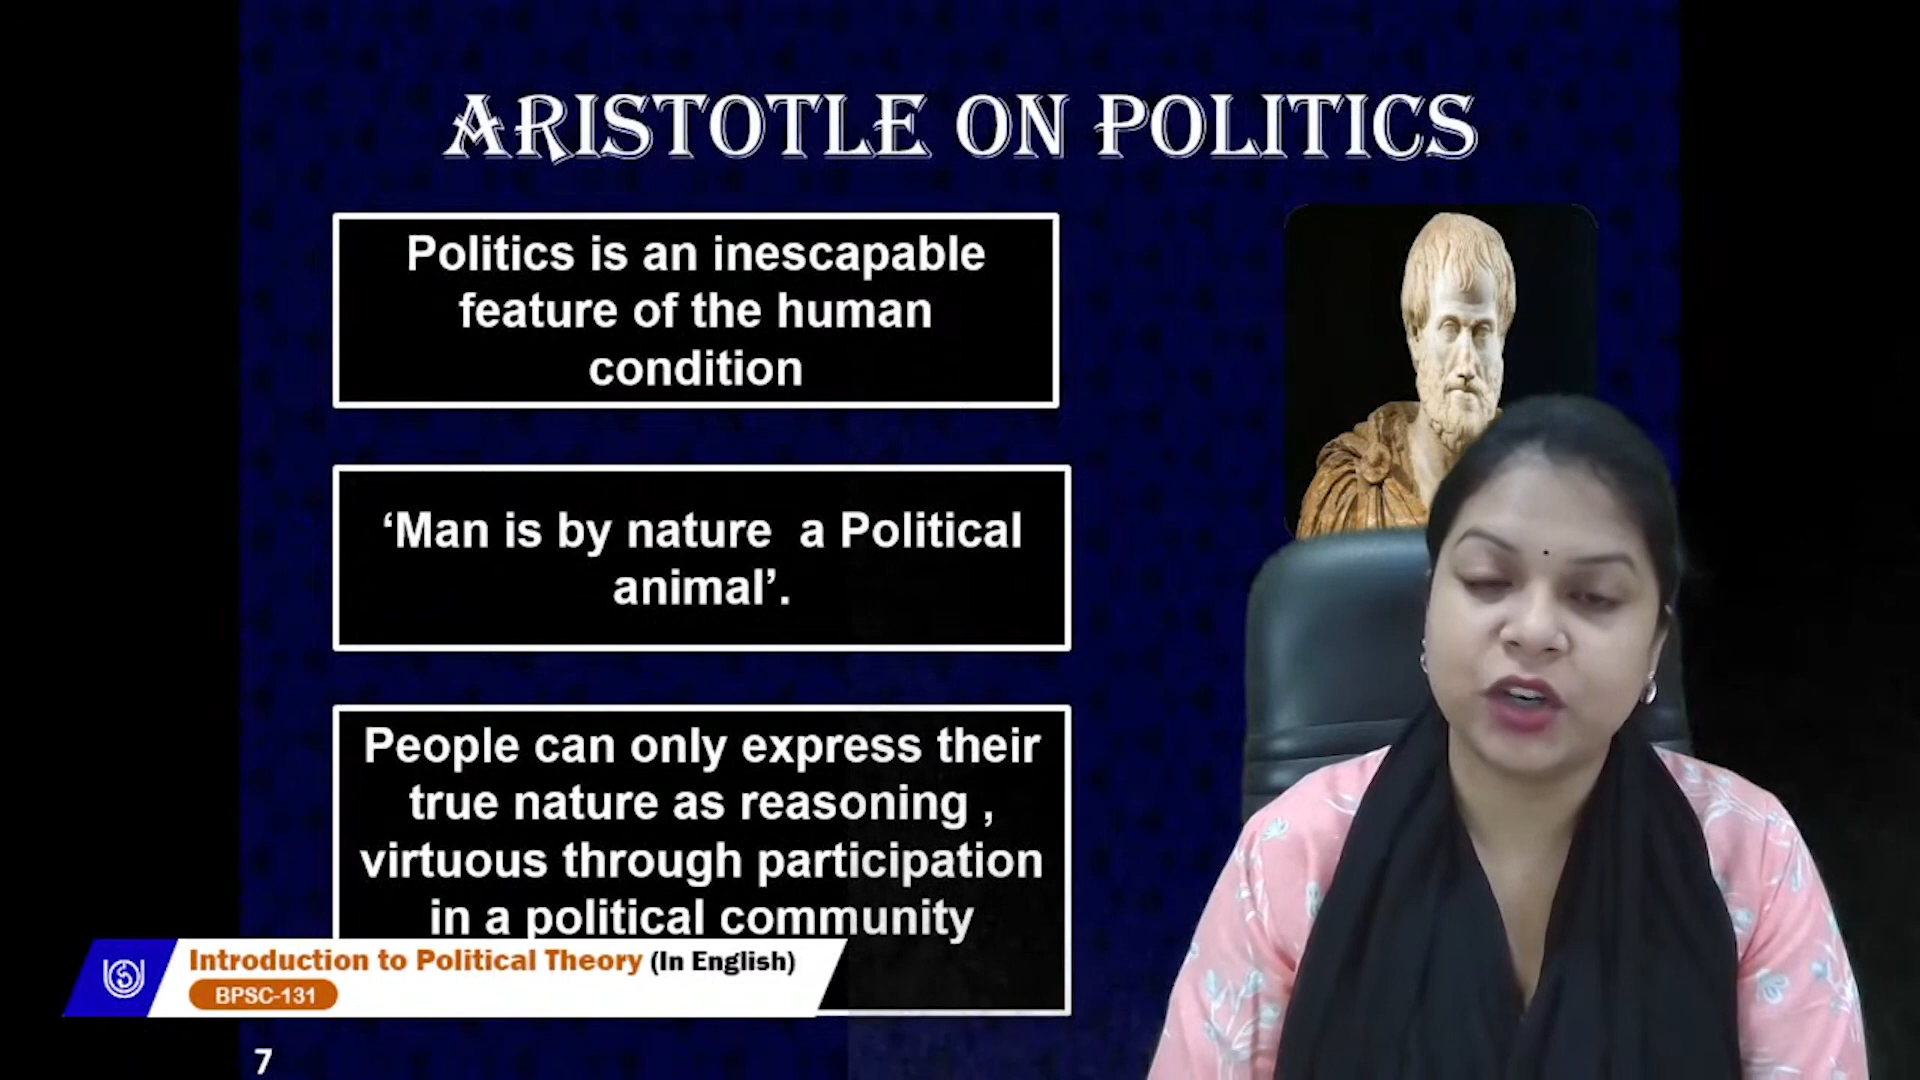 ARISTOTLE ON POLITICS
Politics is an inescapable
feature of the human
condition
‘Man is by nature  a Political
animal’.
People can only express their
true nature as reasoning ,
virtuous through participation
in a political community
Introduction to Political Theory (In English)
BPSC-131
7